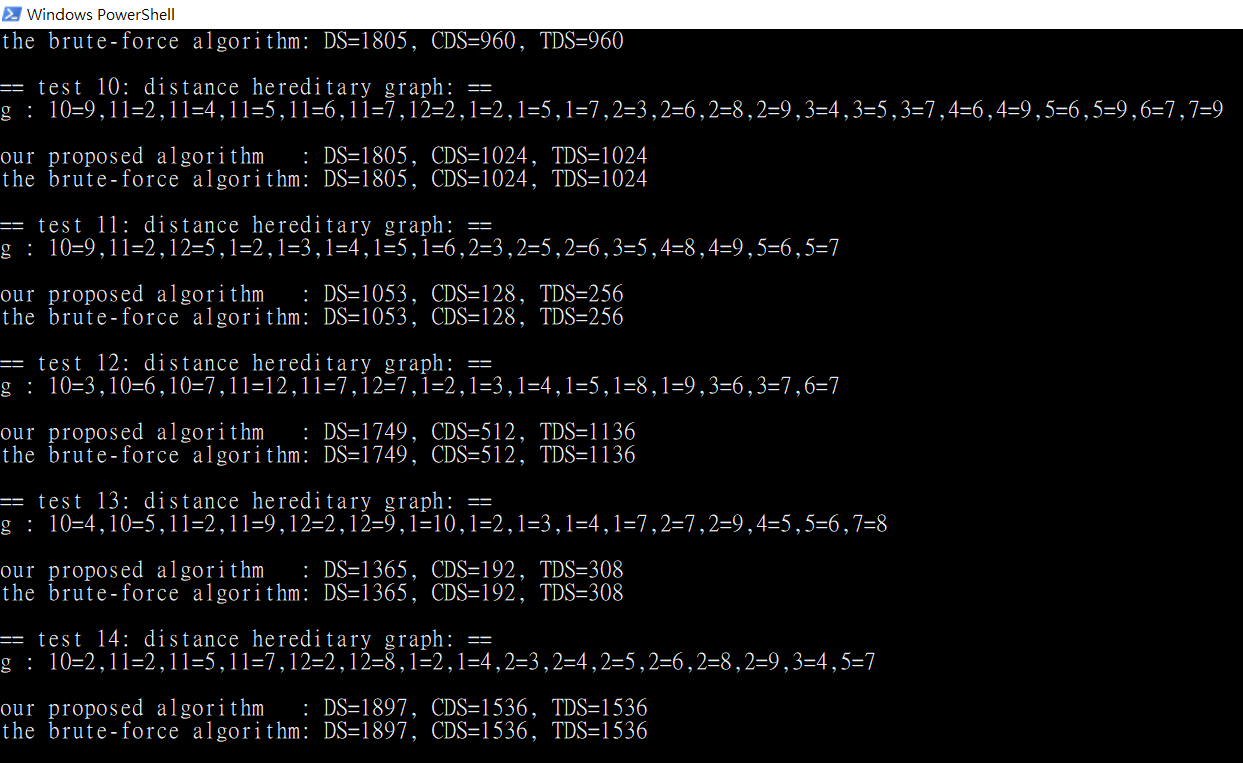 Windows PowerShell
the brute-force algorithm: DS=1805, CDS=960, TDS=960
== test 10: distance hereditary graph: ==
g : 10=9,11=2,11=4,11=5,11=6,11=7,12=2,1=2,1=5,1=7,2=3,2=6,2=8,2=9,3=4,3=5,3=7,4=6,4=9,5=6,5=9,6=7,7=9
our proposed algorithm   : DS=1805, CDS=1024, TDS=1024
the brute-force algorithm: DS=1805, CDS=1024, TDS=1024
== test 11: distance hereditary graph: ==
g : 10=9,11=2,12=5,1=2,1=3,1=4,1=5,1=6,2=3,2=5,2=6,3=5,4=8,4=9,5=6,5=7
our proposed algorithm   : DS=1053, CDS=128, TDS=256
the brute-force algorithm: DS=1053, CDS=128, TDS=256
== test 12: distance hereditary graph: ==
g : 10=3,10=6,10=7,11=12,11=7,12=7,1=2,1=3,1=4,1=5,1=8,1=9,3=6,3=7,6=7
our proposed algorithm   : DS=1749, CDS=512, TDS=1136
the brute-force algorithm: DS=1749, CDS=512, TDS=1136
== test 13: distance hereditary graph: ==
g : 10=4,10=5,11=2,11=9,12=2,12=9,1=10,1=2,1=3,1=4,1=7,2=7,2=9,4=5,5=6,7=8
our proposed algorithm   : DS=1365, CDS=192, TDS=308
the brute-force algorithm: DS=1365, CDS=192, TDS=308
== test 14: distance hereditary graph: ==
g : 10=2,11=2,11=5,11=7,12=2,12=8,1=2,1=4,2=3,2=4,2=5,2=6,2=8,2=9,3=4,5=7
our proposed algorithm   : DS=1897, CDS=1536, TDS=1536
the brute-force algorithm: DS=1897, CDS=1536, TDS=1536